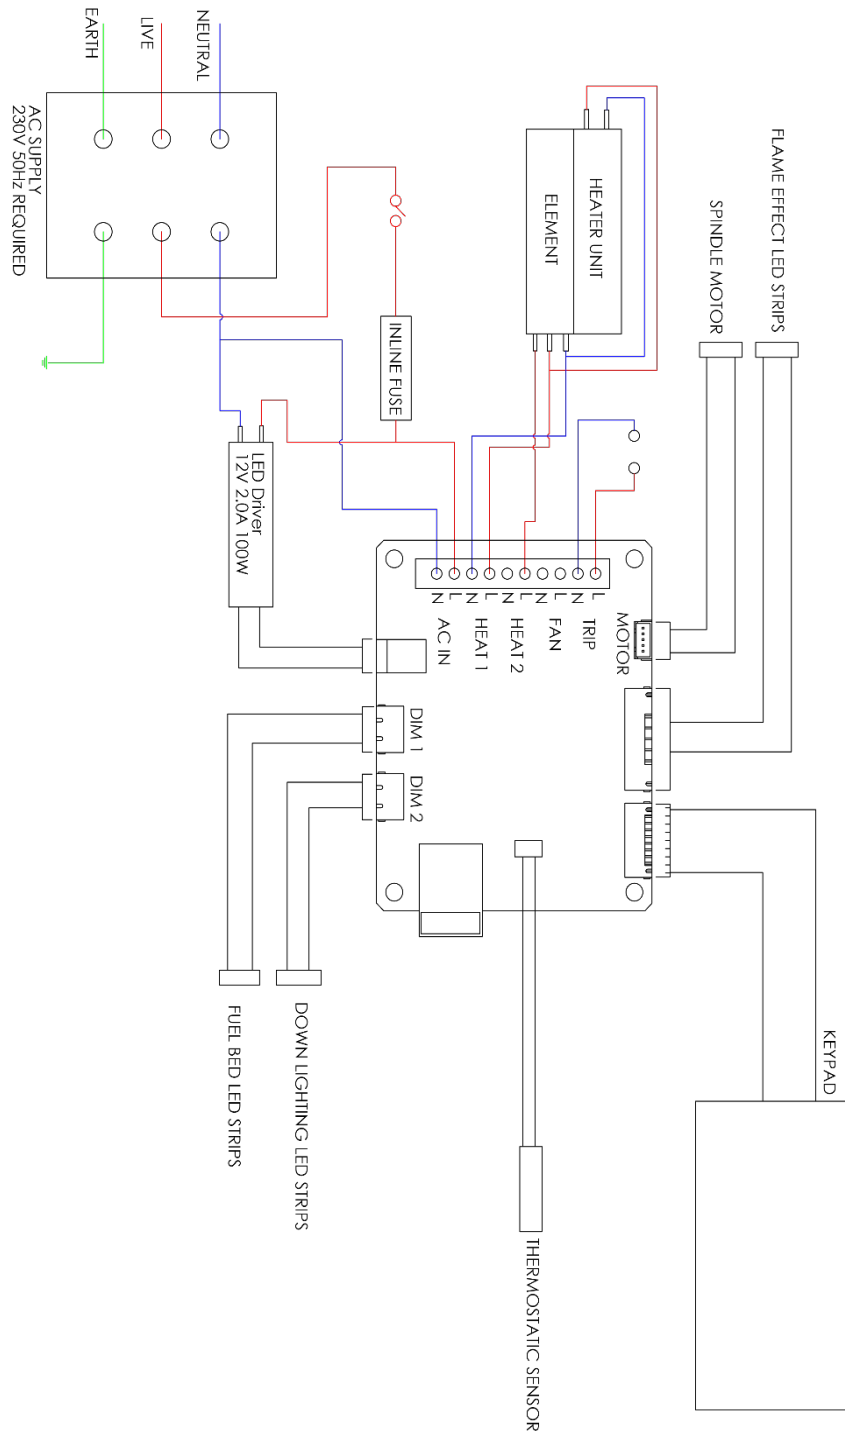 EARTH
LIVE
NEUTRAL
AC SUPPLY
230V 50Hz REQUIRED
INLINE FUSE
LED Driver
12V 2.0A 100W
HEATER UNIT
ELEMENT
SPINDLE MOTOR
FLAME EFFECT LED STRIPS
N
L
N
L
N
L
N
L
N
L
AC IN
HEAT 1
HEAT 2
FAN
TRIP
MOTOR
DIM 1
DIM 2
FUEL BED LED STRIPS
DOWN LIGHTING LED STRIPS
THERMOSTATIC SENSOR
KEYPAD